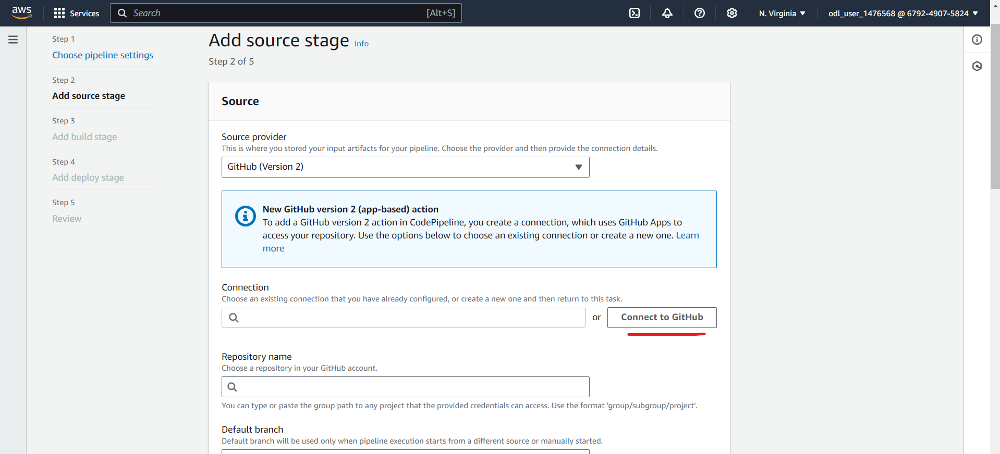 aws
Services
Search
[Alt+S]
N. Virginia
odl_user_1476568 @ 6792-4907-5824
Step 1
Choose pipeline settings
Step 2
Add source stage
Step 3
Add build stage
Step 4
Add deploy stage
Step 5
Review
Add source stage Info
Step 2 of 5
Source
Source provider
This is where you stored your input artifacts for your pipeline. Choose the provider and then provide the connection details.
GitHub (Version 2)
New GitHub version 2 (app-based) action
To add a GitHub version 2 action in CodePipeline, you create a connection, which uses GitHub Apps to
access your repository. Use the options below to choose an existing connection or create a new one. Learn
more
Connection
Choose an existing connection that you have already configured, or create a new one and then return to this task.
or
Connect to GitHub
Repository name
Choose a repository in your GitHub account.
You can type or paste the group path to any project that the provided credentials can access. Use the format 'group/subgroup/project'.
Default branch
Default branch will be used only when pipeline execution starts from a different source or manually started.